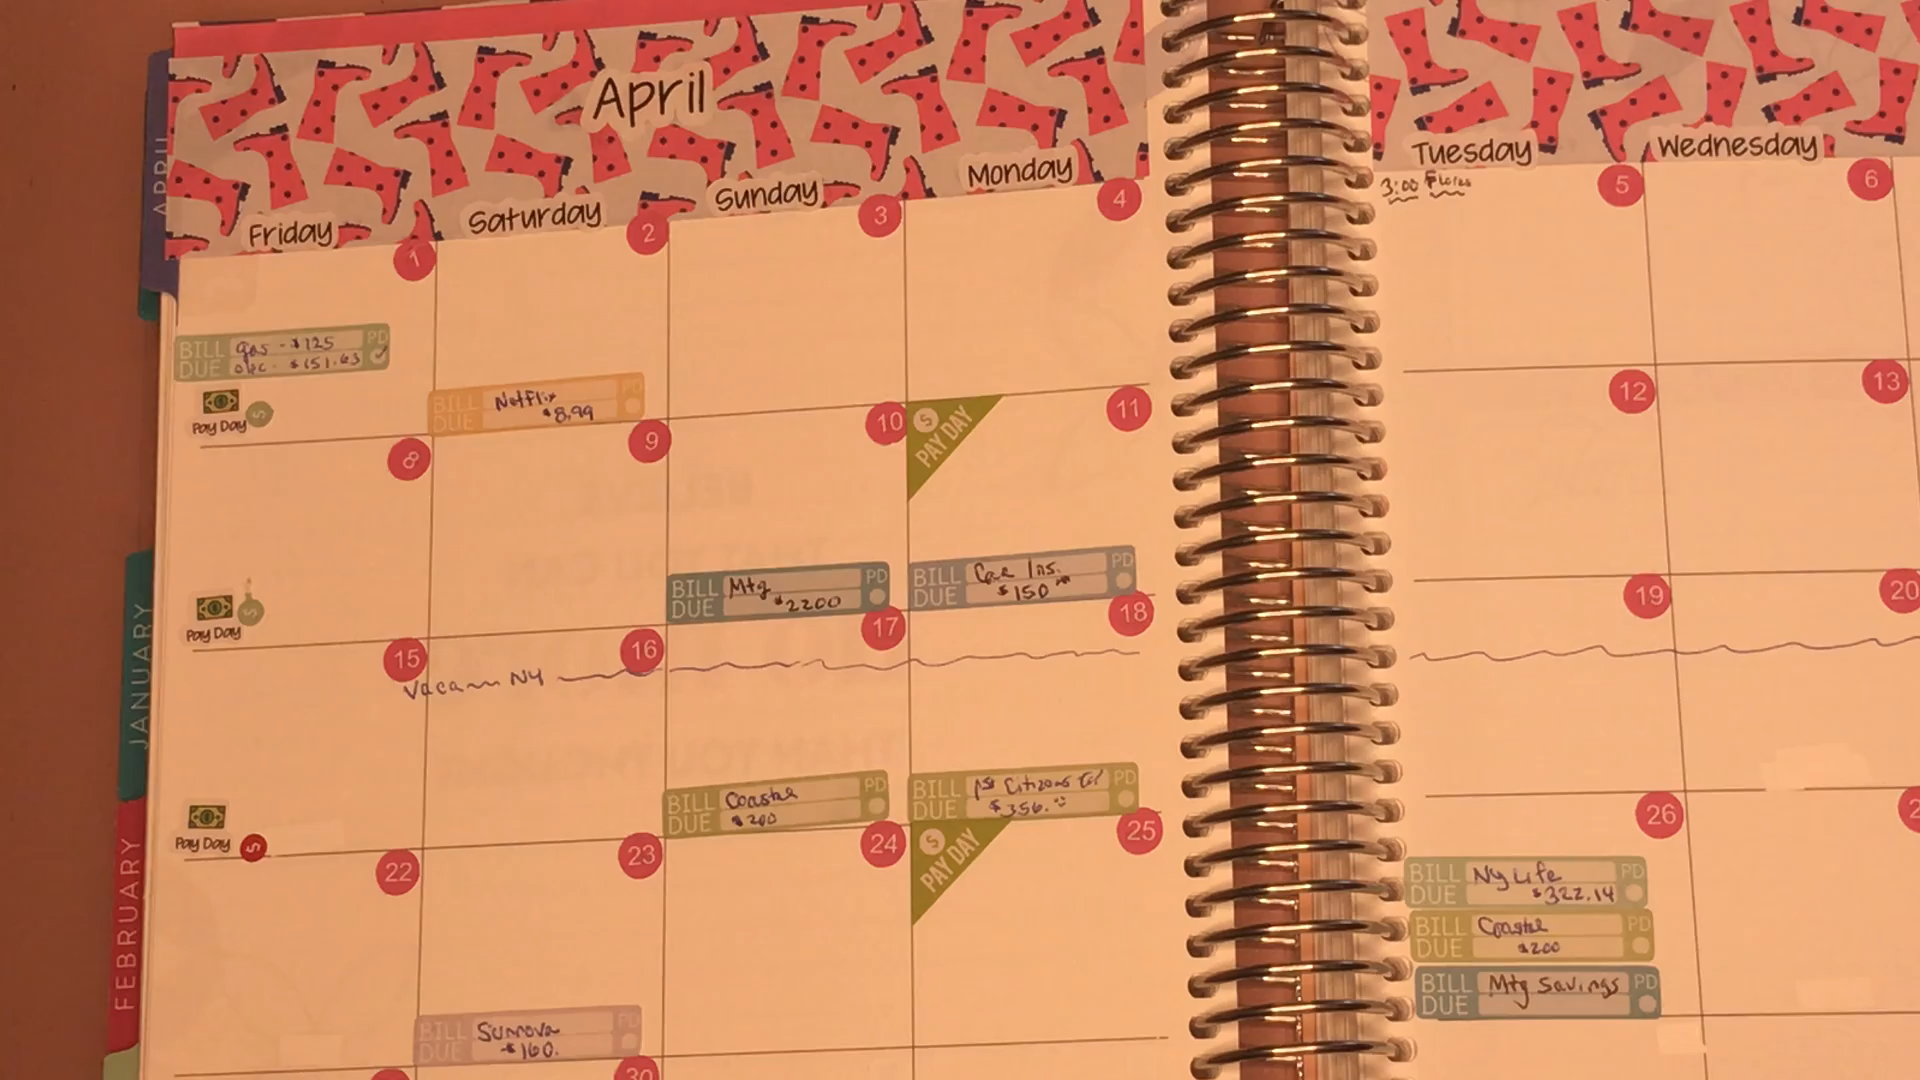 April
APRIL
Friday
Saturday
Sunday
Monday
Tuesday
Wednesday
1
2
3
4
3:00 Flores
5
6
BILL DUE gas - $125 PD
elec. $151.63
Pay Day S
BILL DUE Netflix PD
$8.99
8
9
10
S PAY DAY
11
12
13
Pay Day S
BILL DUE Mtg PD
$2200
BILL DUE Car Ins. PD
$150
15
16
17
18
19
20
NY
JANUARY
Pay Day S
BILL DUE Coastal PD
$200
BILL DUE 1st Citizens PD
$356.
22
23
24
S PAY DAY
25
26
FEBRUARY
BILL DUE Sunnova PD
$160.
BILL DUE NY Life PD
$322.14
BILL DUE Coastal PD
$200
BILL DUE Mtg Savings PD
30